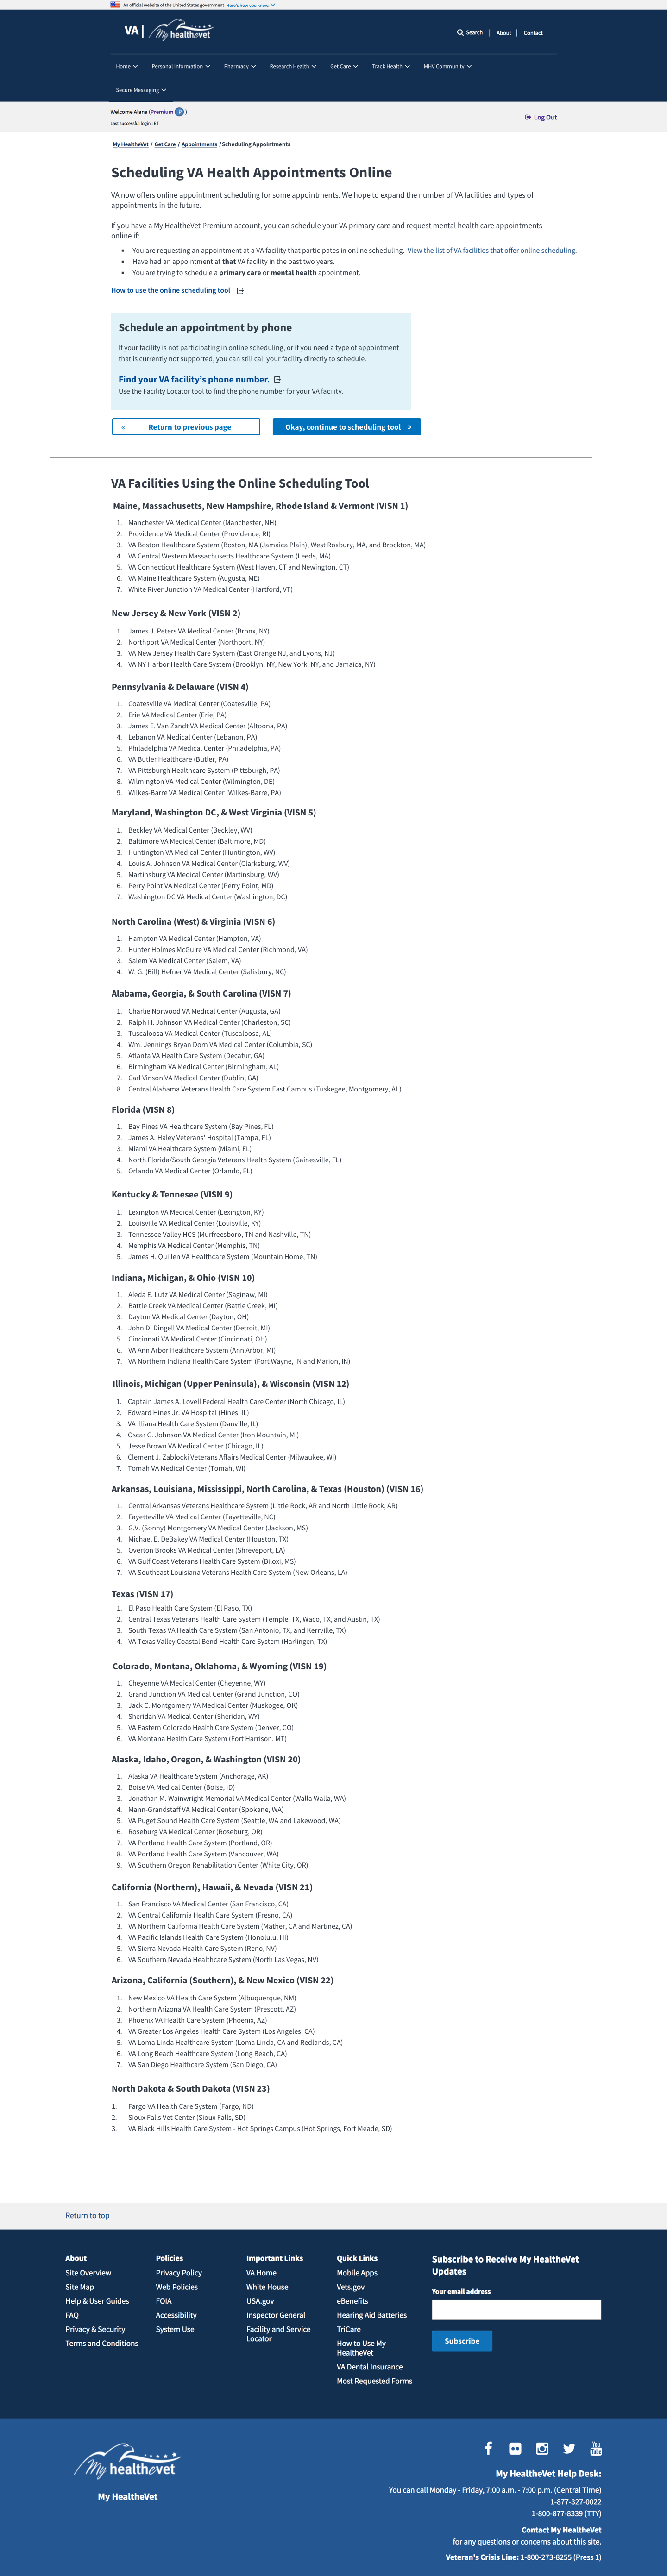 An official website of the United States government Here's how you know.
VA | My healthevet
Search | About | Contact
Home Personal Information Pharmacy Research Health Get Care Track Health MHV Community
Secure Messaging
Welcome Alana (Premium P )
Last successful login : ET
Log Out
My HealtheVet / Get Care / Appointments / Scheduling Appointments
Scheduling VA Health Appointments Online
VA now offers online appointment scheduling for some appointments. We hope to expand the number of VA facilities and types of
appointments in the future.
If you have a My HealtheVet Premium account, you can schedule your VA primary care and request mental health care appointments
online if:
• You are requesting an appointment at a VA facility that participates in online scheduling. View the list of VA facilities that offer online scheduling.
• Have had an appointment at that VA facility in the past two years.
• You are trying to schedule a primary care or mental health appointment.
How to use the online scheduling tool
Schedule an appointment by phone
If your facility is not participating in online scheduling, or if you need a type of appointment
that is currently not supported, you can still call your facility directly to schedule.
Find your VA facility's phone number.
Use the Facility Locator tool to find the phone number for your VA facility.
« Return to previous page
Okay, continue to scheduling tool »
VA Facilities Using the Online Scheduling Tool
Maine, Massachusetts, New Hampshire, Rhode Island & Vermont (VISN 1)
1. Manchester VA Medical Center (Manchester, NH)
2. Providence VA Medical Center (Providence, RI)
3. VA Boston Healthcare System (Boston, MA (Jamaica Plain), West Roxbury, MA, and Brockton, MA)
4. VA Central Western Massachusetts Healthcare System (Leeds, MA)
5. VA Connecticut Healthcare System (West Haven, CT and Newington, CT)
6. VA Maine Healthcare System (Augusta, ME)
7. White River Junction VA Medical Center (Hartford, VT)
New Jersey & New York (VISN 2)
1. James J. Peters VA Medical Center (Bronx, NY)
2. Northport VA Medical Center (Northport, NY)
3. VA New Jersey Health Care System (East Orange NJ, and Lyons, NJ)
4. VA NY Harbor Health Care System (Brooklyn, NY, New York, NY, and Jamaica, NY)
Pennsylvania & Delaware (VISN 4)
1. Coatesville VA Medical Center (Coatesville, PA)
2. Erie VA Medical Center (Erie, PA)
3. James E. Van Zandt VA Medical Center (Altoona, PA)
4. Lebanon VA Medical Center (Lebanon, PA)
5. Philadelphia VA Medical Center (Philadelphia, PA)
6. VA Butler Healthcare (Butler, PA)
7. VA Pittsburgh Healthcare System (Pittsburgh, PA)
8. Wilmington VA Medical Center (Wilmington, DE)
9. Wilkes-Barre VA Medical Center (Wilkes-Barre, PA)
Maryland, Washington DC, & West Virginia (VISN 5)
1. Beckley VA Medical Center (Beckley, WV)
2. Baltimore VA Medical Center (Baltimore, MD)
3. Huntington VA Medical Center (Huntington, WV)
4. Louis A. Johnson VA Medical Center (Clarksburg, WV)
5. Martinsburg VA Medical Center (Martinsburg, WV)
6. Perry Point VA Medical Center (Perry Point, MD)
7. Washington DC VA Medical Center (Washington, DC)
North Carolina (West) & Virginia (VISN 6)
1. Hampton VA Medical Center (Hampton, VA)
2. Hunter Holmes McGuire VA Medical Center (Richmond, VA)
3. Salem VA Medical Center (Salem, VA)
4. W. G. (Bill) Hefner VA Medical Center (Salisbury, NC)
Alabama, Georgia, & South Carolina (VISN 7)
1. Charlie Norwood VA Medical Center (Augusta, GA)
2. Ralph H. Johnson VA Medical Center (Charleston, SC)
3. Tuscaloosa VA Medical Center (Tuscaloosa, AL)
4. Wm. Jennings Bryan Dorn VA Medical Center (Columbia, SC)
5. Atlanta VA Health Care System (Decatur, GA)
6. Birmingham VA Medical Center (Birmingham, AL)
7. Carl Vinson VA Medical Center (Dublin, GA)
8. Central Alabama Veterans Health Care System East Campus (Tuskegee, Montgomery, AL)
Florida (VISN 8)
1. Bay Pines VA Healthcare System (Bay Pines, FL)
2. James A. Haley Veterans' Hospital (Tampa, FL)
3. Miami VA Healthcare System (Miami, FL)
4. North Florida/South Georgia Veterans Health System (Gainesville, FL)
5. Orlando VA Medical Center (Orlando, FL)
Kentucky & Tennesee (VISN 9)
1. Lexington VA Medical Center (Lexington, KY)
2. Louisville VA Medical Center (Louisville, KY)
3. Tennessee Valley HCS (Murfreesboro, TN and Nashville, TN)
4. Memphis VA Medical Center (Memphis, TN)
5. James H. Quillen VA Healthcare System (Mountain Home, TN)
Indiana, Michigan, & Ohio (VISN 10)
1. Aleda E. Lutz VA Medical Center (Saginaw, MI)
2. Battle Creek VA Medical Center (Battle Creek, MI)
3. Dayton VA Medical Center (Dayton, OH)
4. John D. Dingell VA Medical Center (Detroit, MI)
5. Cincinnati VA Medical Center (Cincinnati, OH)
6. VA Ann Arbor Healthcare System (Ann Arbor, MI)
7. VA Northern Indiana Health Care System (Fort Wayne, IN and Marion, IN)
Illinois, Michigan (Upper Peninsula), & Wisconsin (VISN 12)
1. Captain James A. Lovell Federal Health Care Center (North Chicago, IL)
2. Edward Hines Jr. VA Hospital (Hines, IL)
3. VA Illiana Health Care System (Danville, IL)
4. Oscar G. Johnson VA Medical Center (Iron Mountain, MI)
5. Jesse Brown VA Medical Center (Chicago, IL)
6. Clement J. Zablocki Veterans Affairs Medical Center (Milwaukee, WI)
7. Tomah VA Medical Center (Tomah, WI)
Arkansas, Louisiana, Mississippi, North Carolina, & Texas (Houston) (VISN 16)
1. Central Arkansas Veterans Healthcare System (Little Rock, AR and North Little Rock, AR)
2. Fayetteville VA Medical Center (Fayetteville, NC)
3. G.V. (Sonny) Montgomery VA Medical Center (Jackson, MS)
4. Michael E. DeBakey VA Medical Center (Houston, TX)
5. Overton Brooks VA Medical Center (Shreveport, LA)
6. VA Gulf Coast Veterans Health Care System (Biloxi, MS)
7. VA Southeast Louisiana Veterans Health Care System (New Orleans, LA)
Texas (VISN 17)
1. El Paso Health Care System (El Paso, TX)
2. Central Texas Veterans Health Care System (Temple, TX, Waco, TX, and Austin, TX)
3. South Texas VA Health Care System (San Antonio, TX, and Kerrville, TX)
4. VA Texas Valley Coastal Bend Health Care System (Harlingen, TX)
Colorado, Montana, Oklahoma, & Wyoming (VISN 19)
1. Cheyenne VA Medical Center (Cheyenne, WY)
2. Grand Junction VA Medical Center (Grand Junction, CO)
3. Jack C. Montgomery VA Medical Center (Muskogee, OK)
4. Sheridan VA Medical Center (Sheridan, WY)
5. VA Eastern Colorado Health Care System (Denver, CO)
6. VA Montana Health Care System (Fort Harrison, MT)
Alaska, Idaho, Oregon, & Washington (VISN 20)
1. Alaska VA Healthcare System (Anchorage, AK)
2. Boise VA Medical Center (Boise, ID)
3. Jonathan M. Wainwright Memorial VA Medical Center (Walla Walla, WA)
4. Mann-Grandstaff VA Medical Center (Spokane, WA)
5. VA Puget Sound Health Care System (Seattle, WA and Lakewood, WA)
6. Roseburg VA Medical Center (Roseburg, OR)
7. VA Portland Health Care System (Portland, OR)
8. VA Portland Health Care System (Vancouver, WA)
9. VA Southern Oregon Rehabilitation Center (White City, OR)
California (Northern), Hawaii, & Nevada (VISN 21)
1. San Francisco VA Medical Center (San Francisco, CA)
2. VA Central California Health Care System (Fresno, CA)
3. VA Northern California Health Care System (Mather, CA and Martinez, CA)
4. VA Pacific Islands Health Care System (Honolulu, HI)
5. VA Sierra Nevada Health Care System (Reno, NV)
6. VA Southern Nevada Healthcare System (North Las Vegas, NV)
Arizona, California (Southern), & New Mexico (VISN 22)
1. New Mexico VA Health Care System (Albuquerque, NM)
2. Northern Arizona VA Health Care System (Prescott, AZ)
3. Phoenix VA Health Care System (Phoenix, AZ)
4. VA Greater Los Angeles Health Care System (Los Angeles, CA)
5. VA Loma Linda Healthcare System (Loma Linda, CA and Redlands, CA)
6. VA Long Beach Healthcare System (Long Beach, CA)
7. VA San Diego Healthcare System (San Diego, CA)
North Dakota & South Dakota (VISN 23)
1. Fargo VA Health Care System (Fargo, ND)
2. Sioux Falls Vet Center (Sioux Falls, SD)
3. VA Black Hills Health Care System - Hot Springs Campus (Hot Springs, Fort Meade, SD)
Return to top
About
Site Overview
Site Map
Help & User Guides
FAQ
Privacy & Security
Terms and Conditions
Policies
Privacy Policy
Web Policies
FOIA
Accessibility
System Use
Important Links
VA Home
White House
USA.gov
Inspector General
Facility and Service
Locator
Quick Links
Mobile Apps
Vets.gov
eBenefits
Hearing Aid Batteries
TriCare
How to Use My
HealtheVet
VA Dental Insurance
Most Requested Forms
Subscribe to Receive My HealtheVet
Updates
Your email address
Subscribe
My healthevet
My HealtheVet
You Tube
My HealtheVet Help Desk:
You can call Monday - Friday, 7:00 a.m. - 7:00 p.m. (Central Time)
1-877-327-0022
1-800-877-8339 (TTY)
Contact My HealtheVet
for any questions or concerns about this site.
Veteran's Crisis Line: 1-800-273-8255 (Press 1)